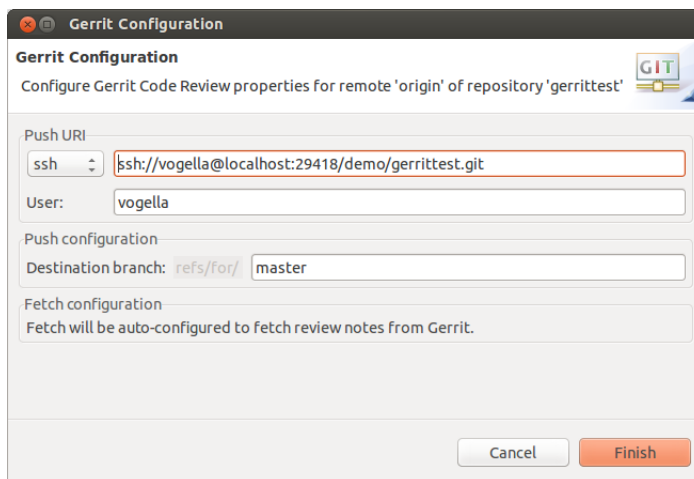 Gerrit Configuration
Gerrit Configuration
Configure Gerrit Code Review properties for remote 'origin' of repository 'gerrittest'
GIT
Push URI
ssh ssh://vogella@localhost:29418/demo/gerrittest.git
User: vogella
Push configuration
Destination branch: refs/for/ master
Fetch configuration
Fetch will be auto-configured to fetch review notes from Gerrit.
Cancel Finish